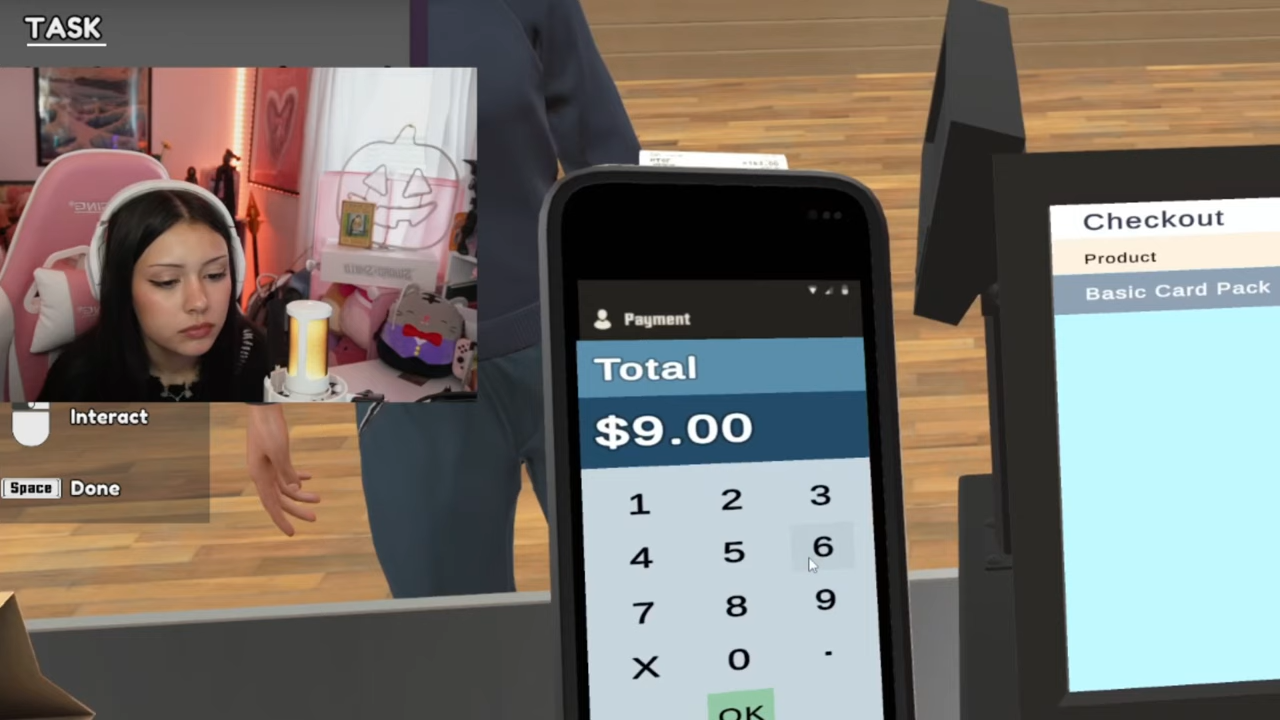 TASK
Interact
Space Done
Payment
Total
$9.00
1 2 3
4 5 6
7 8 9
X 0 .
OK
Checkout
Product
Basic Card Pack